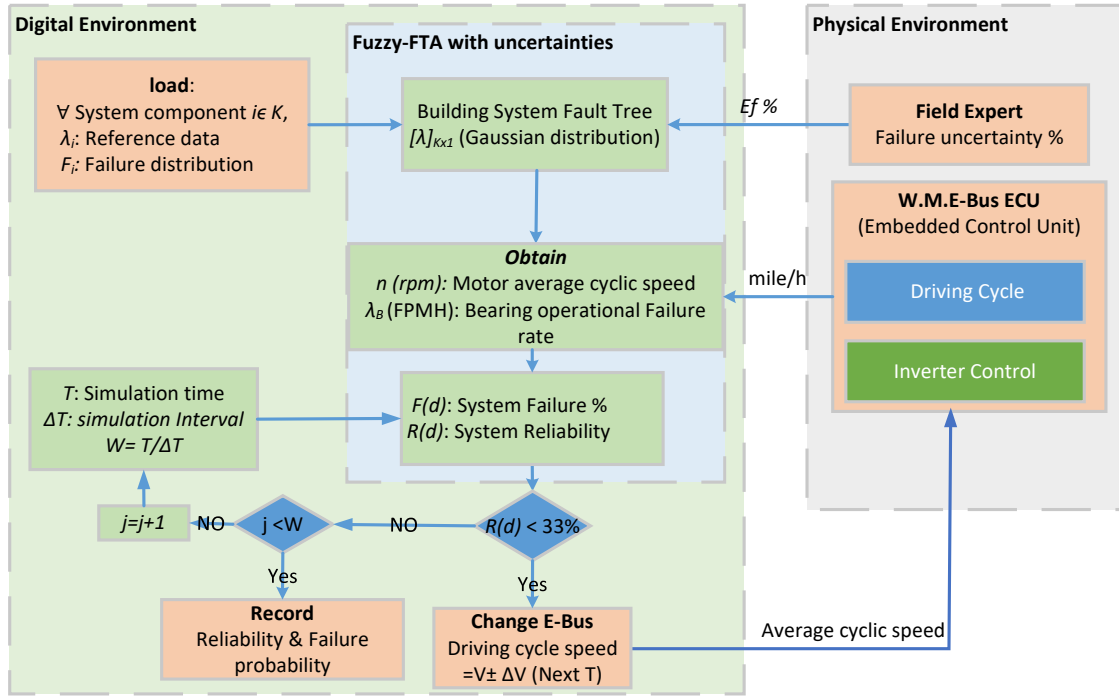 Digital Environment
Fuzzy-FTA with uncertainties
Physical Environment
load:
∀ System component iϵ K,
λi: Reference data
Fi: Failure distribution
Building System Fault Tree
[λ]Kx1 (Gaussian distribution)
Ef %
Field Expert
Failure uncertainty %
W.M.E-Bus ECU
(Embedded Control Unit)
Driving Cycle
Inverter Control
mile/h
Obtain
n (rpm): Motor average cyclic speed
λB (FPMH): Bearing operational Failure
rate
T: Simulation time
ΔT: simulation Interval
W= T/ΔT
F(d): System Failure %
R(d): System Reliability
j=j+1
NO
j <W
NO
R(d) < 33%
Yes
Yes
Record
Reliability & Failure
probability
Change E-Bus
Driving cycle speed
=V± ΔV (Next T)
Average cyclic speed